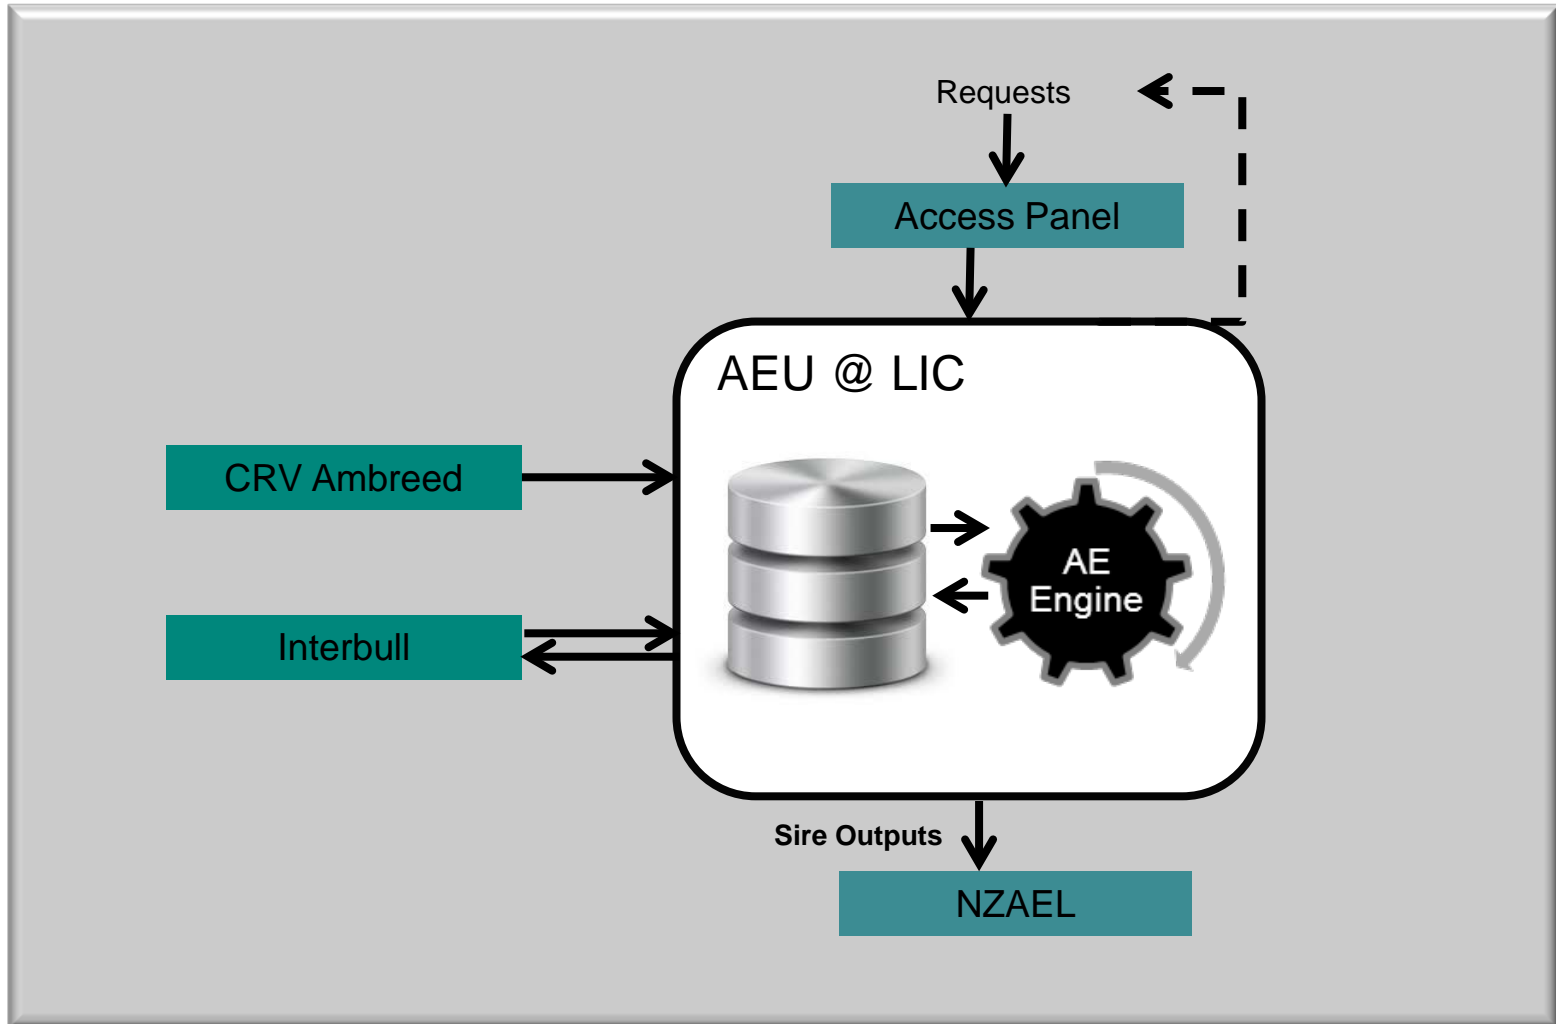 Requests
Access Panel
AEU @ LIC
CRV Ambreed
AE
Engine
Interbull
Sire Outputs
NZAEL